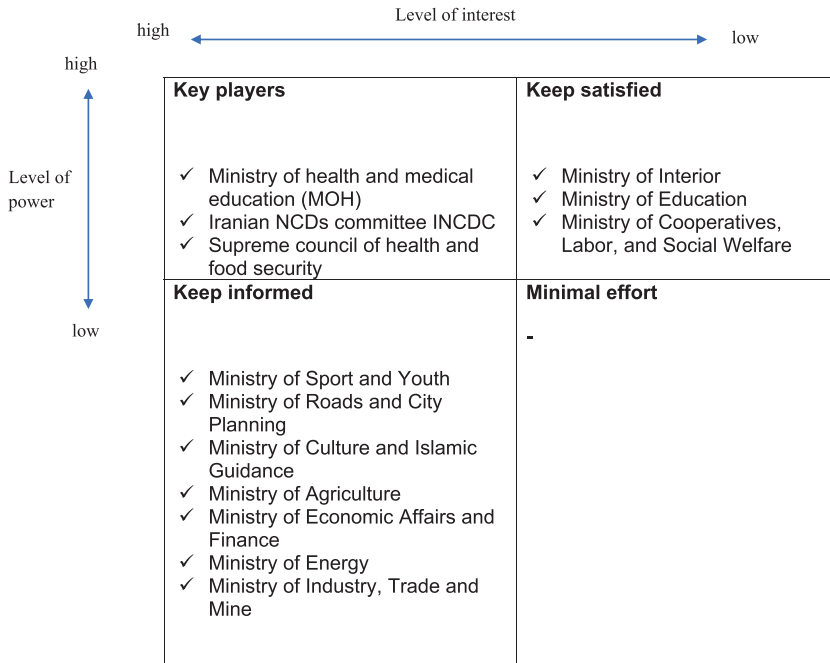 Level of interest
high
low
high
Level of
power
low
Key players
✓ Ministry of health and medical
education (MOH)
✓ Iranian NCDs committee INCDC
✓ Supreme council of health and
food security
Keep satisfied
✓ Ministry of Interior
✓ Ministry of Education
✓ Ministry of Cooperatives,
Labor, and Social Welfare
Keep informed
✓ Ministry of Sport and Youth
✓ Ministry of Roads and City
Planning
✓ Ministry of Culture and Islamic
Guidance
✓ Ministry of Agriculture
✓ Ministry of Economic Affairs and
Finance
✓ Ministry of Energy
✓ Ministry of Industry, Trade and
Mine
Minimal effort
-